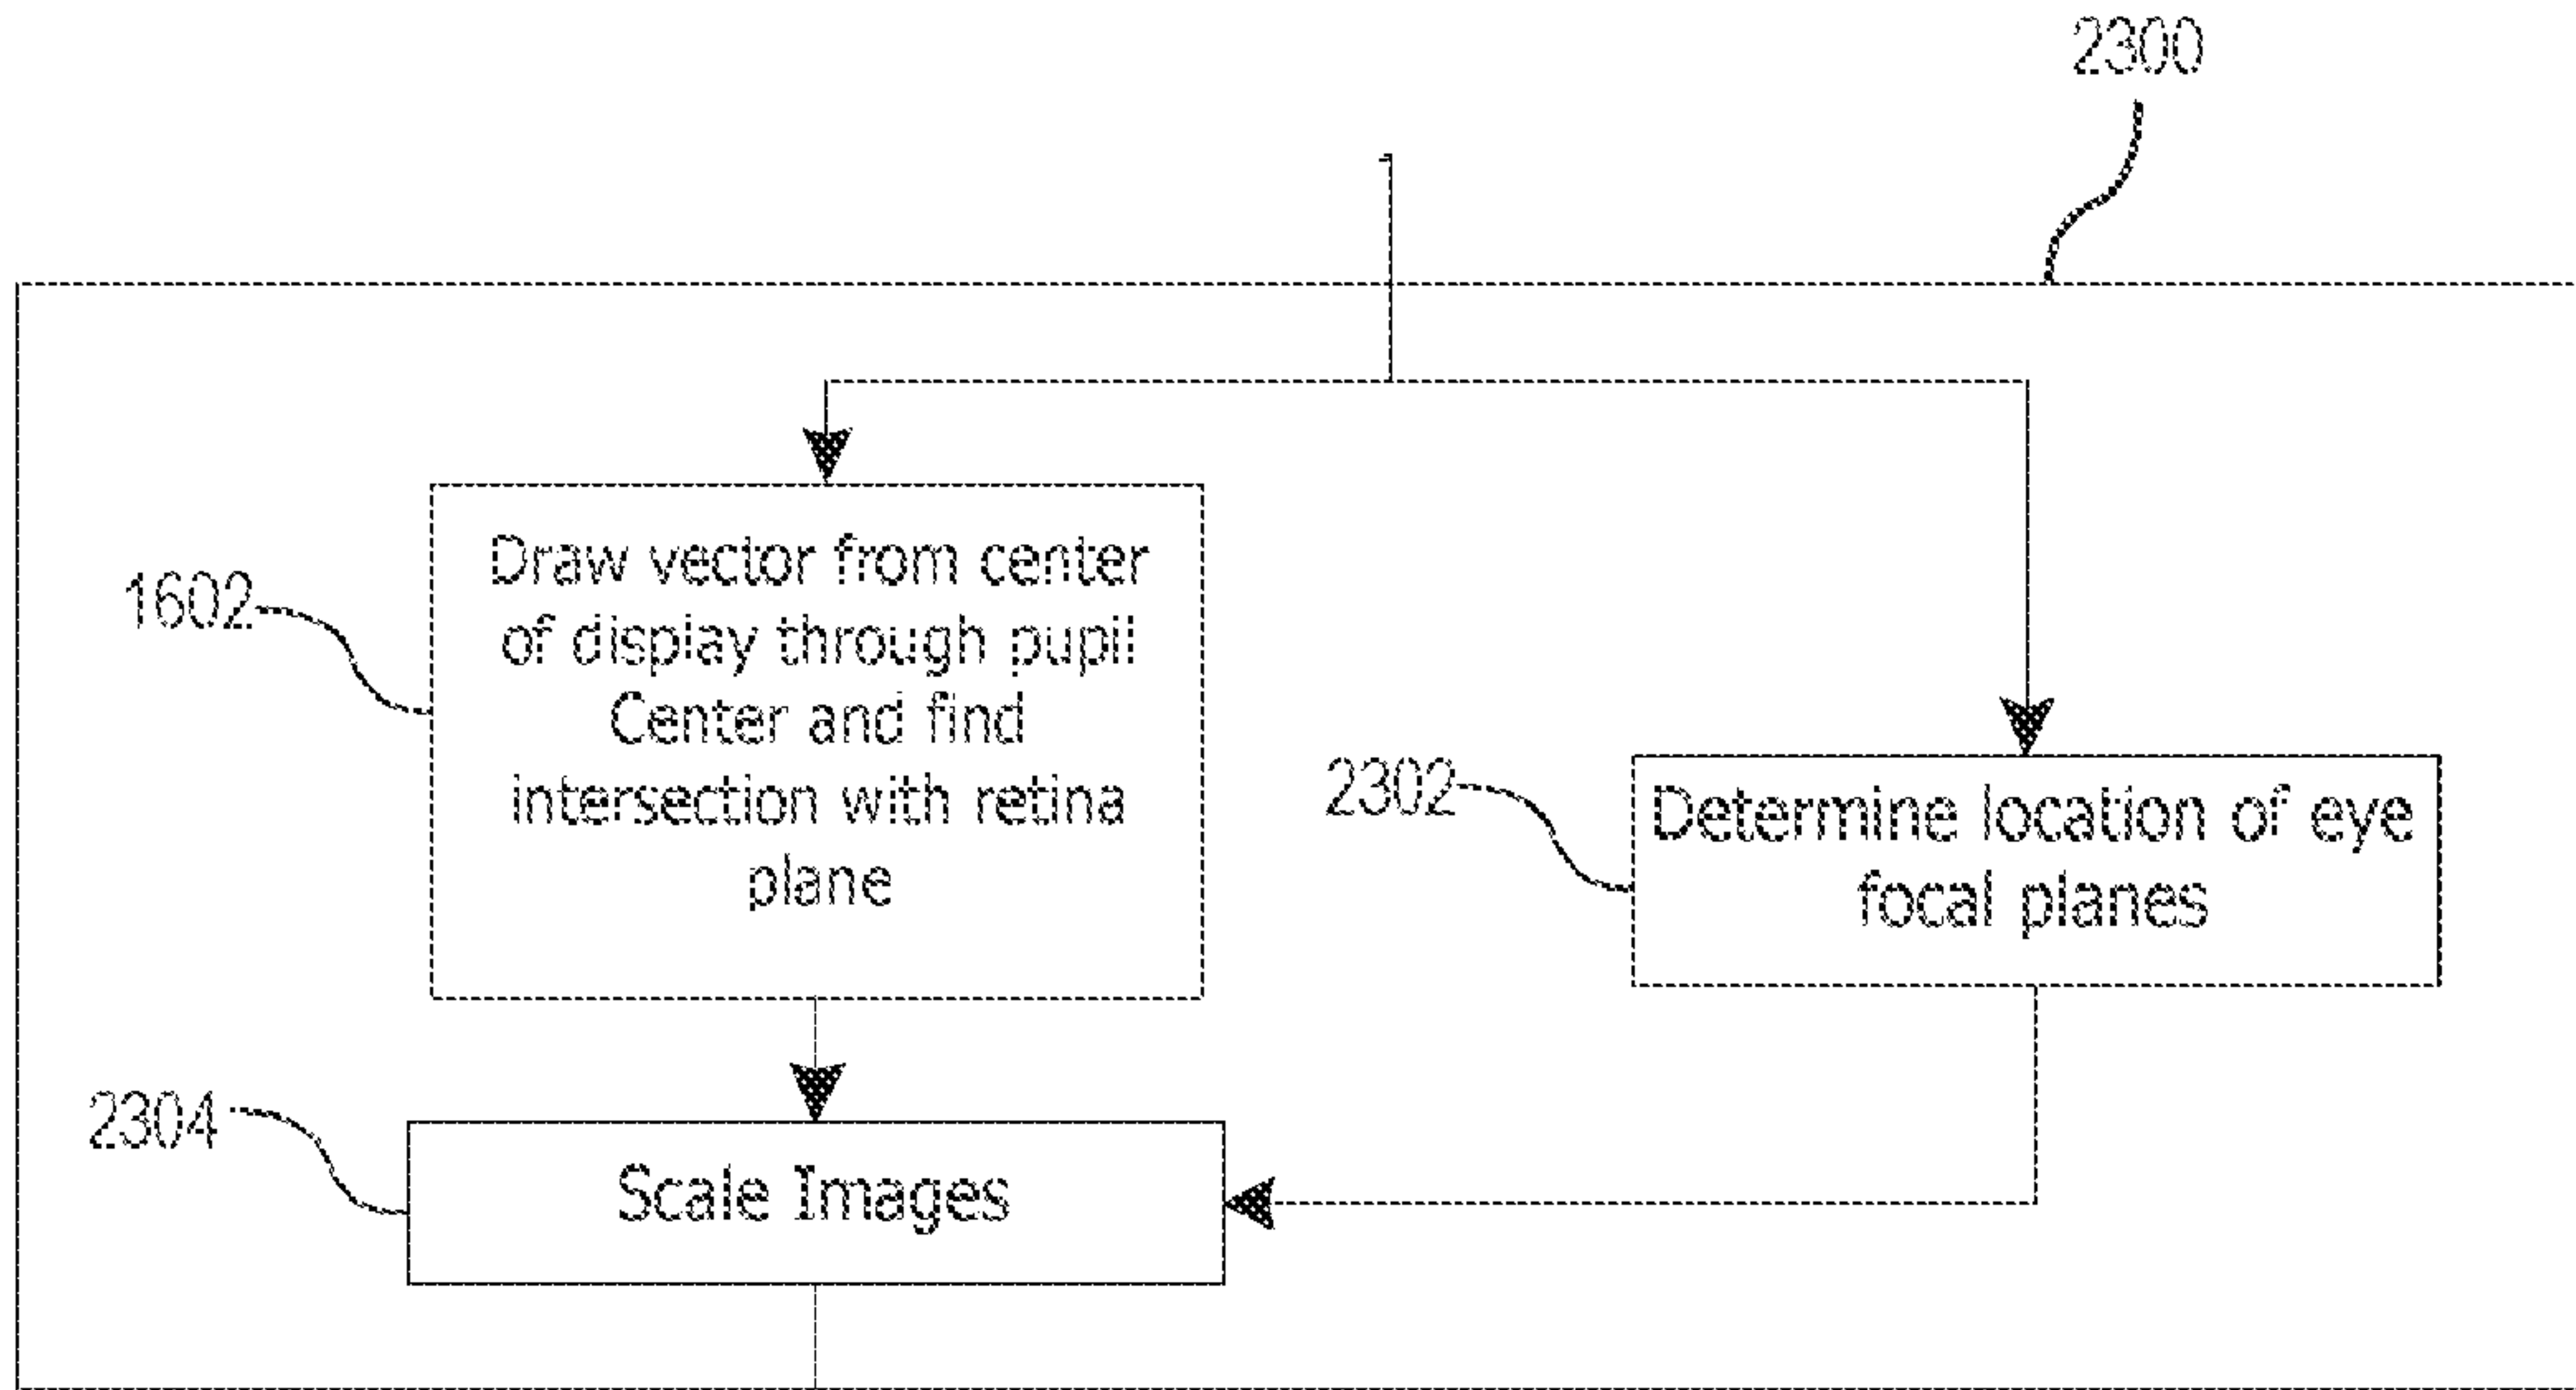 2300
1602
Draw vector from center
of display through pupil
Center and find
intersection with retina
plane
2302
Determine location of eye
focal planes
2304
Scale Images